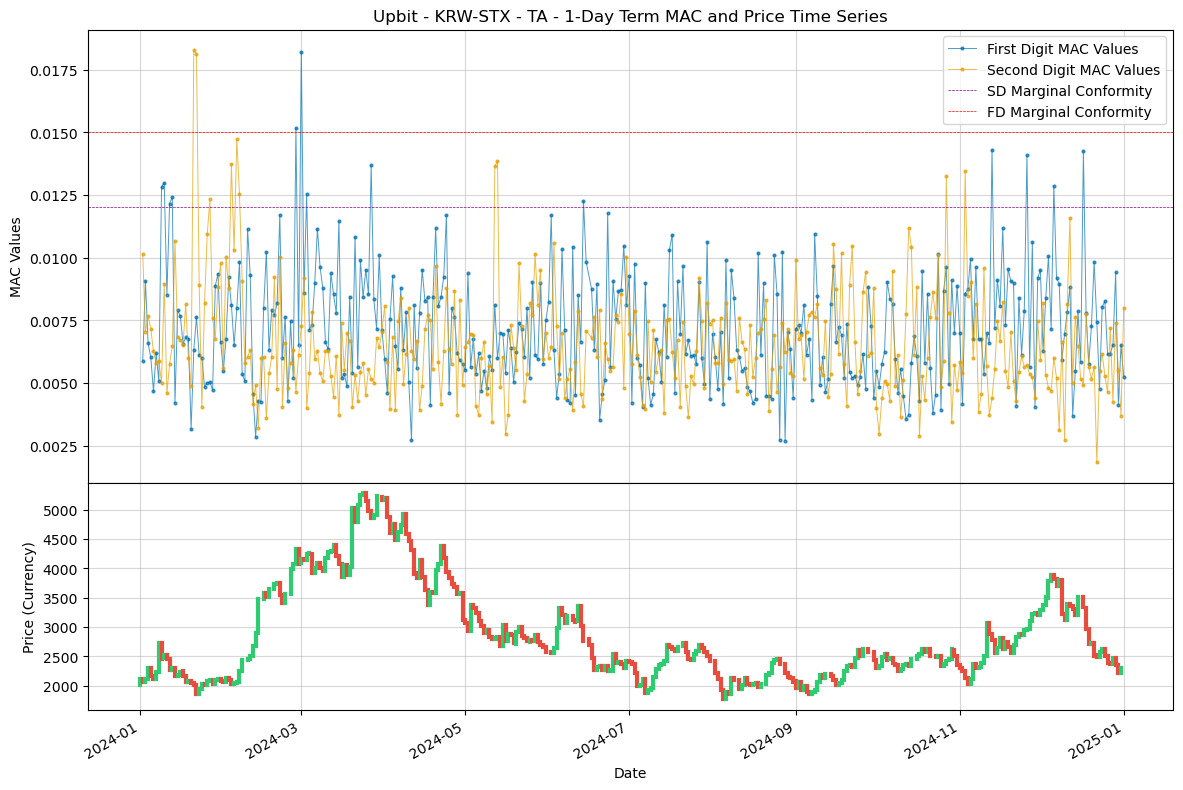 Upbit - KRW-STX - TA - 1-Day Term MAC and Price Time Series
First Digit MAC Values
Second Digit MAC Values
SD Marginal Conformity
FD Marginal Conformity
MAC Values
0.0175
0.0150
0.0125
0.0100
0.0075
0.0050
0.0025
Price (Currency)
5000
4500
4000
3500
3000
2500
2000
2024-01
2024-03
2024-05
2024-07
2024-09
2024-11
2025-01
Date